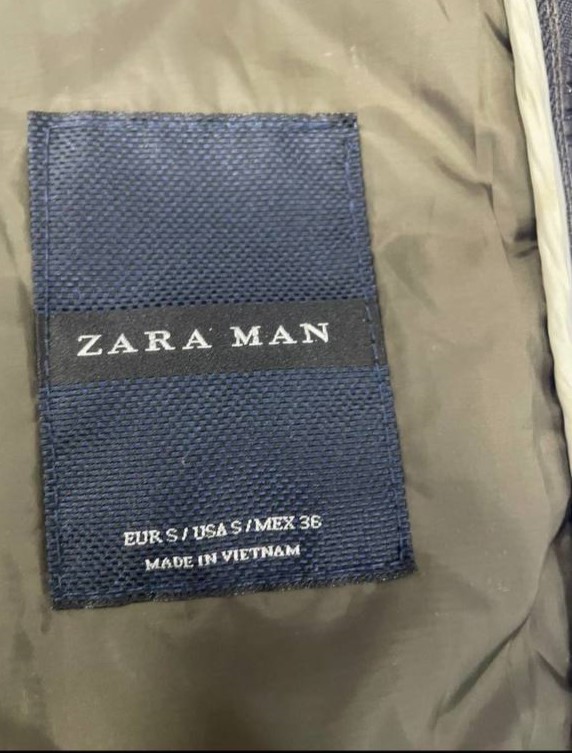 ZARA MAN
EUR S / USA S / MEX 36
MADE IN VIETNAM